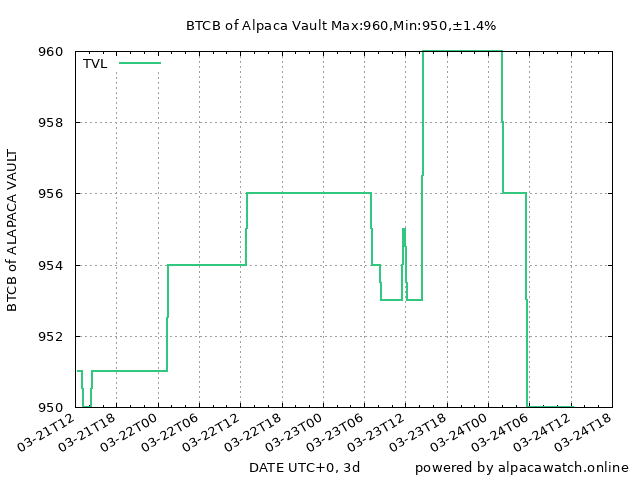 BTCB of Alpaca Vault Max:960,Min:950,±1.4%
TVL
960
958
956
954
952
950
BTCB of ALAPACA VAULT
03-21T12
03-21T18
03-22T00
03-22T06
03-22T12
03-22T18
03-23T00
03-23T06
03-23T12
03-23T18
03-24T00
03-24T06
03-24T12
03-24T18
DATE UTC+0, 3d
powered by alpacawatch.online